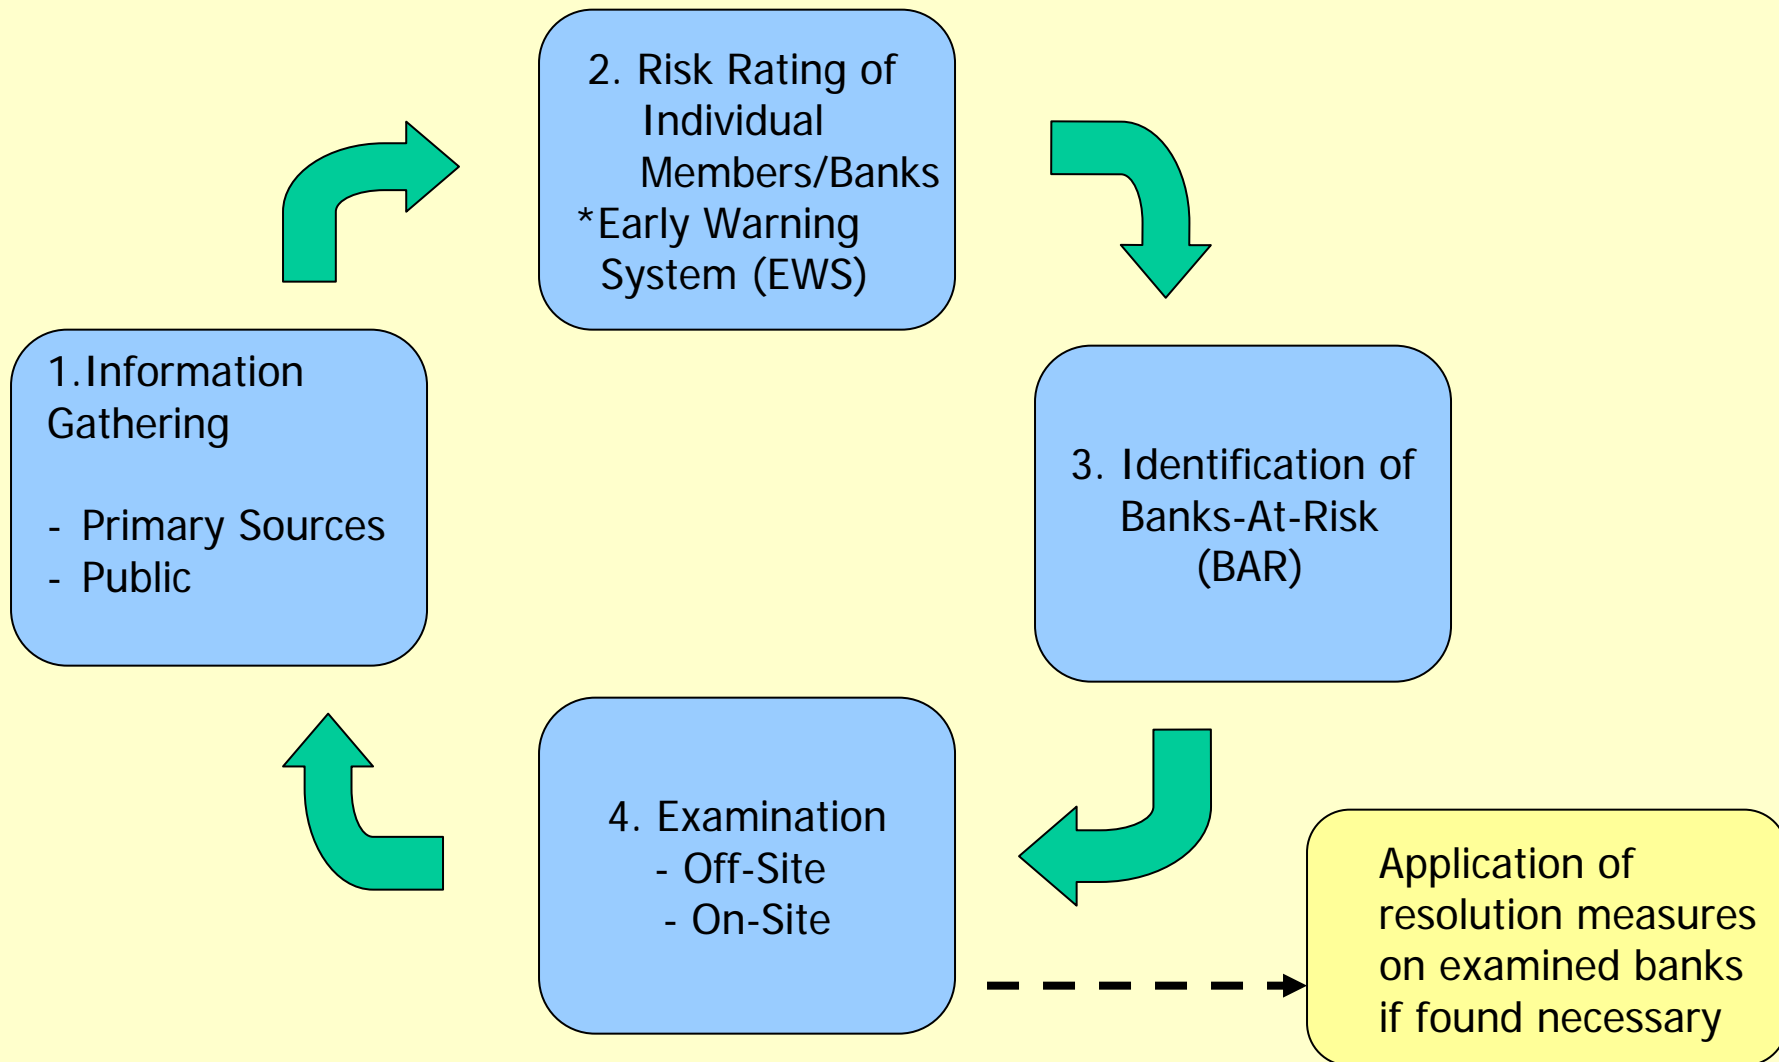 1.Information
Gathering
- Primary Sources
- Public
2. Risk Rating of
Individual
Members/Banks
*Early Warning
System (EWS)
3. Identification of
Banks-At-Risk
(BAR)
4. Examination
- Off-Site
- On-Site
Application of
resolution measures
on examined banks
if found necessary